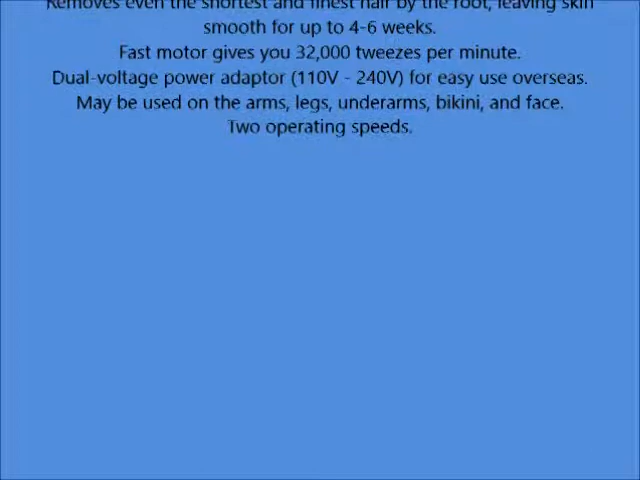 Removes even the shortest and finest hair by the root, leaving skin
smooth for up to 4-6 weeks.
Fast motor gives you 32,000 tweezes per minute.
Dual-voltage power adaptor (110V - 240V) for easy use overseas.
May be used on the arms, legs, underarms, bikini, and face.
Two operating speeds.